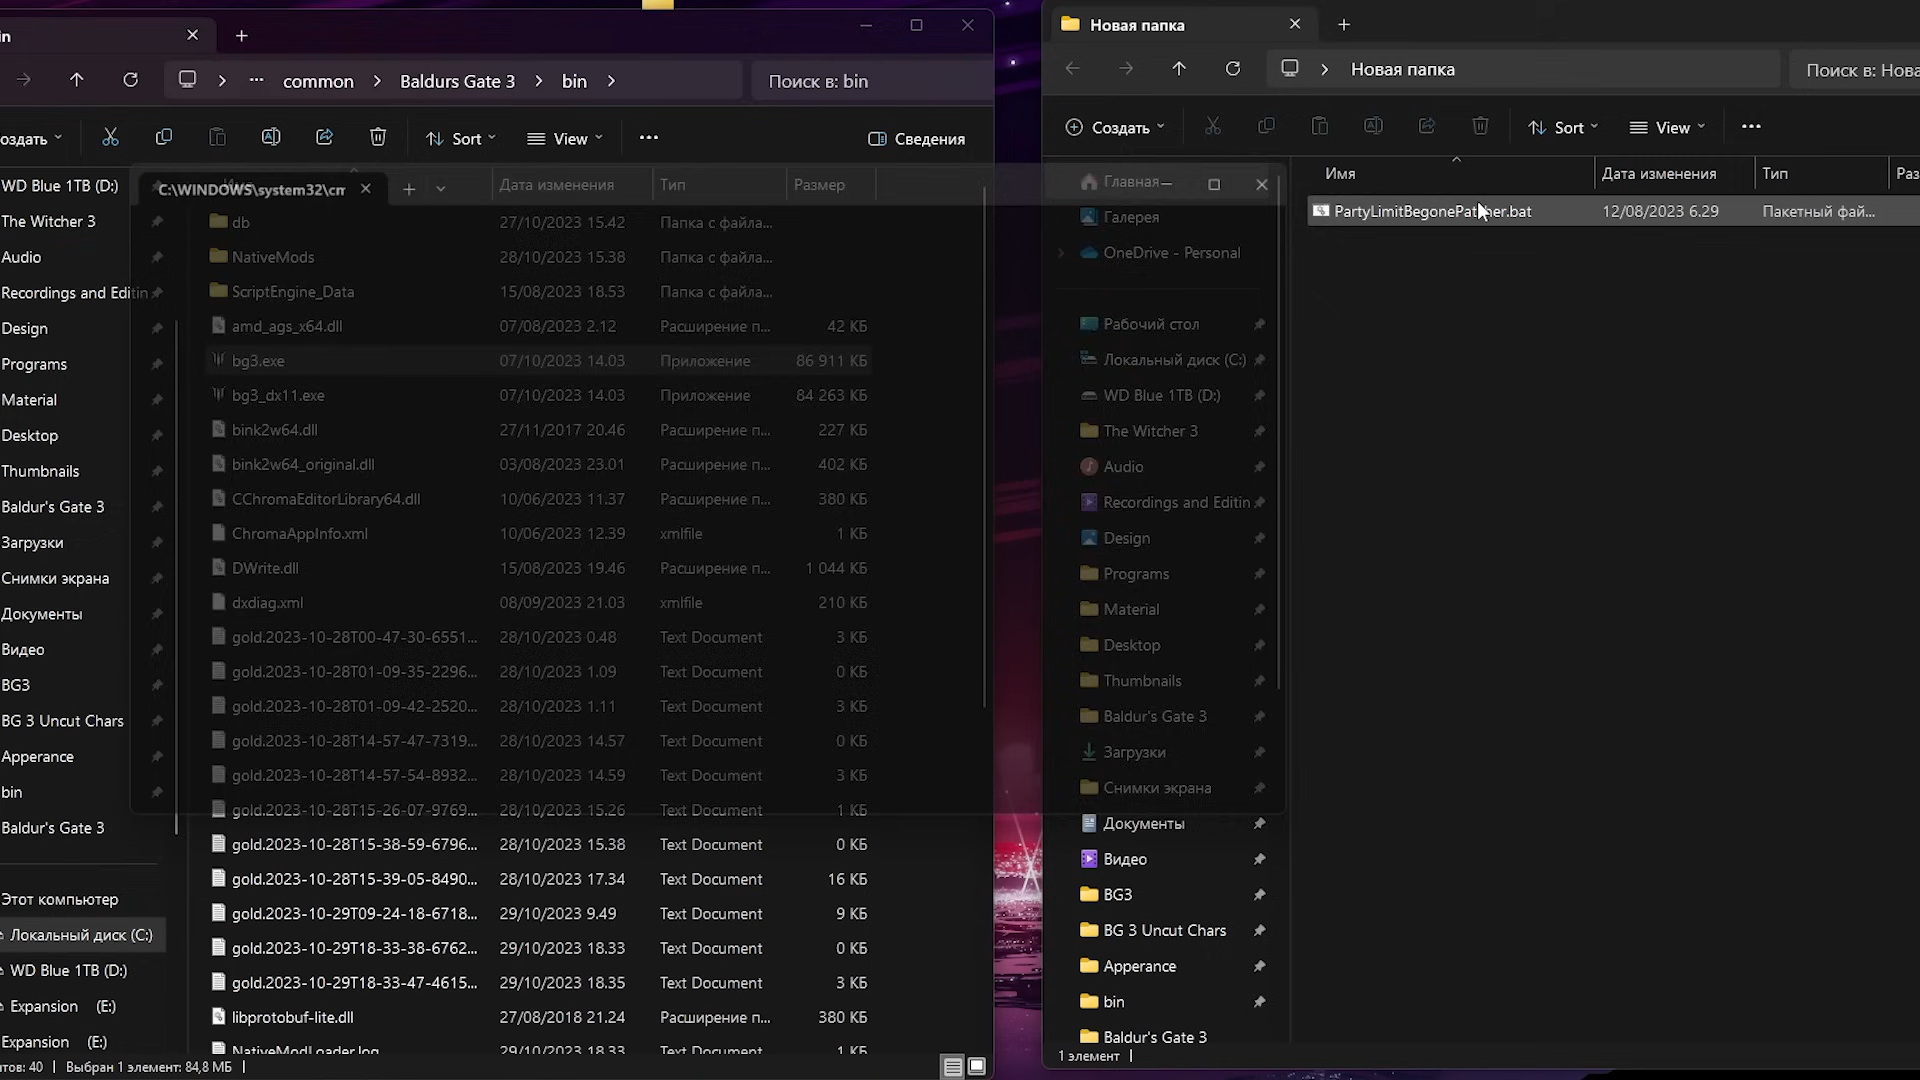 in
common > Baldurs Gate 3 > bin >
Поиск в: bin
оздать
Sort
View
Сведения
C:\WINDOWS\system32\cm
Дата изменения
Тип
Размер
WD Blue 1TB (D:)
The Witcher 3
Audio
Recordings and Editin
Design
Programs
Material
Desktop
Thumbnails
Baldur's Gate 3
Загрузки
Снимки экрана
Документы
Видео
BG3
BG 3 Uncut Chars
Apperance
bin
Baldur's Gate 3
Этот компьютер
Локальный диск (C:)
WD Blue 1TB (D:)
Expansion (E:)
Expansion (E:)
db 27/10/2023 15.42 Папка с файла...
NativeMods 28/10/2023 15.38 Папка с файла...
ScriptEngine_Data 15/08/2023 18.53 Папка с файла...
amd_ags_x64.dll 07/08/2023 2.12 Расширение п... 42 КБ
bg3.exe 07/10/2023 14.03 Приложение 86 911 КБ
bg3_dx11.exe 07/10/2023 14.03 Приложение 84 263 КБ
bink2w64.dll 27/11/2017 20.46 Расширение п... 227 КБ
bink2w64_original.dll 03/08/2023 23.01 Расширение п... 402 КБ
CChromaEditorLibrary64.dll 10/06/2023 11.37 Расширение п... 380 КБ
ChromaAppInfo.xml 10/06/2023 12.39 xmlfile 1 КБ
DWrite.dll 15/08/2023 19.46 Расширение п... 1 044 КБ
dxdiag.xml 08/09/2023 21.03 xmlfile 210 КБ
gold.2023-10-28T00-47-30-6551... 28/10/2023 0.48 Text Document 3 КБ
gold.2023-10-28T01-09-35-2296... 28/10/2023 1.09 Text Document 0 КБ
gold.2023-10-28T01-09-42-2520... 28/10/2023 1.11 Text Document 3 КБ
gold.2023-10-28T14-57-47-7319... 28/10/2023 14.57 Text Document 0 КБ
gold.2023-10-28T14-57-54-8932... 28/10/2023 14.59 Text Document 3 КБ
gold.2023-10-28T15-26-07-9769... 28/10/2023 15.26 Text Document 1 КБ
gold.2023-10-28T15-38-59-6796... 28/10/2023 15.38 Text Document 0 КБ
gold.2023-10-28T15-39-05-8490... 28/10/2023 17.34 Text Document 16 КБ
gold.2023-10-29T09-24-18-6718... 29/10/2023 9.49 Text Document 9 КБ
gold.2023-10-29T18-33-38-6762... 29/10/2023 18.33 Text Document 0 КБ
gold.2023-10-29T18-33-47-4615... 29/10/2023 18.35 Text Document 3 КБ
libprotobuf-lite.dll 27/08/2018 21.24 Расширение п... 380 КБ
NativeModLoader.log 29/10/2023 18.33 Text Document 1 КБ
нтов: 40 | Выбран 1 элемент: 84,8 МБ |
Новая папка
Новая папка
Поиск в: Нова
Создать
Sort
View
Имя
Дата изменения
Тип
Раз
PartyLimitBegonePatcher.bat 12/08/2023 6.29 Пакетный фай...
Главная
Галерея
OneDrive - Personal
Рабочий стол
Локальный диск (C:)
WD Blue 1TB (D:)
The Witcher 3
Audio
Recordings and Editin
Design
Programs
Material
Desktop
Thumbnails
Baldur's Gate 3
Загрузки
Снимки экрана
Документы
Видео
BG3
BG 3 Uncut Chars
Apperance
bin
Baldur's Gate 3
1 элемент |